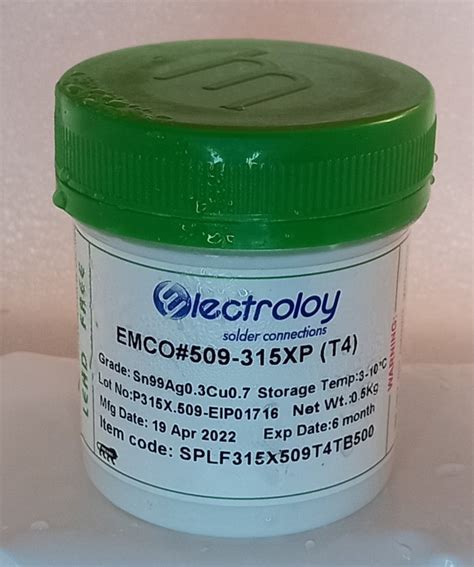 Electroloy
solder connections
EMCO#509-315XP (T4)
Grade: Sn99Ag0.3Cu0.7 Storage Temp:3-10°C
Lot No:P315X.509-EIP01716 Net Wt.:0.5Kg
Mfg Date: 19 Apr 2022 Exp Date:6 month
Item code: SPLF315X509T4TB500
LEAD FREE
WARNING: